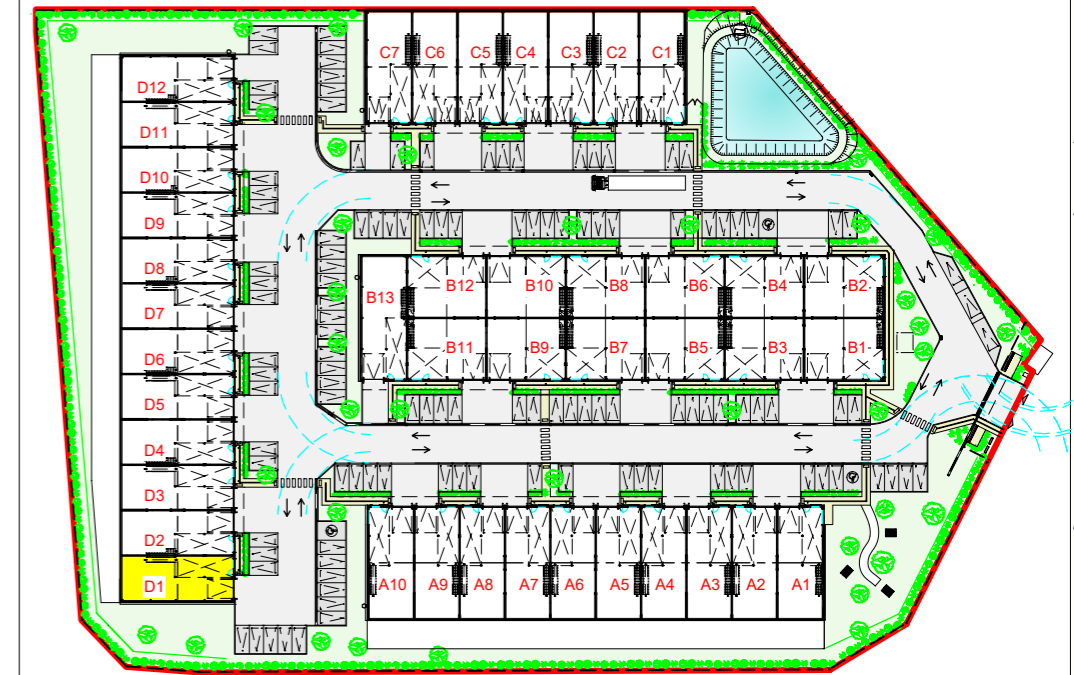 C7 C6 C5 C4 C3 C2 C1
D12
D11
D10
D9
D8
D7
D6
D5
D4
D3
D2
D1
B13 B12 B10 B8 B6 B4 B2
B11 B9 B7 B5 B3 B1
A10 A9 A8 A7 A6 A5 A4 A3 A2 A1